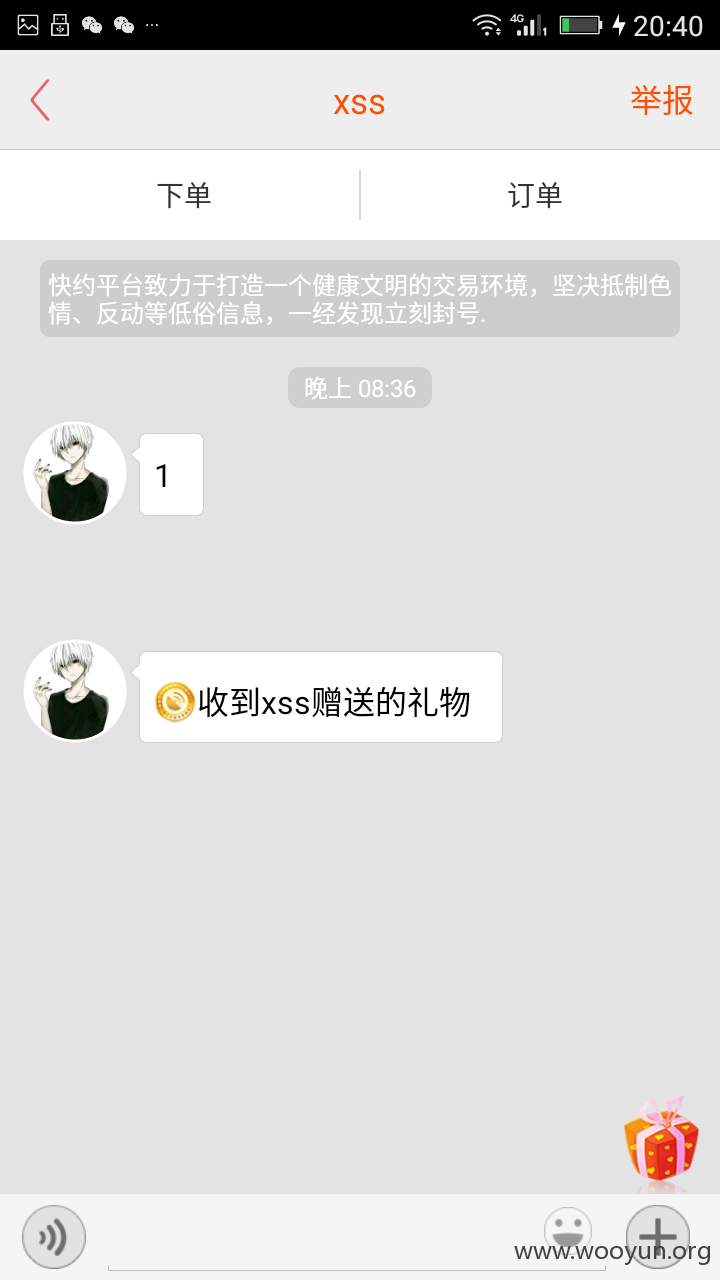 4G
1
20:40
xss
举报
下单
订单
快约平台致力于打造一个健康文明的交易环境，坚决抵制色
情、反动等低俗信息，一经发现立刻封号.
晚上 08:36
1
收到xss赠送的礼物
www.wooyun.org